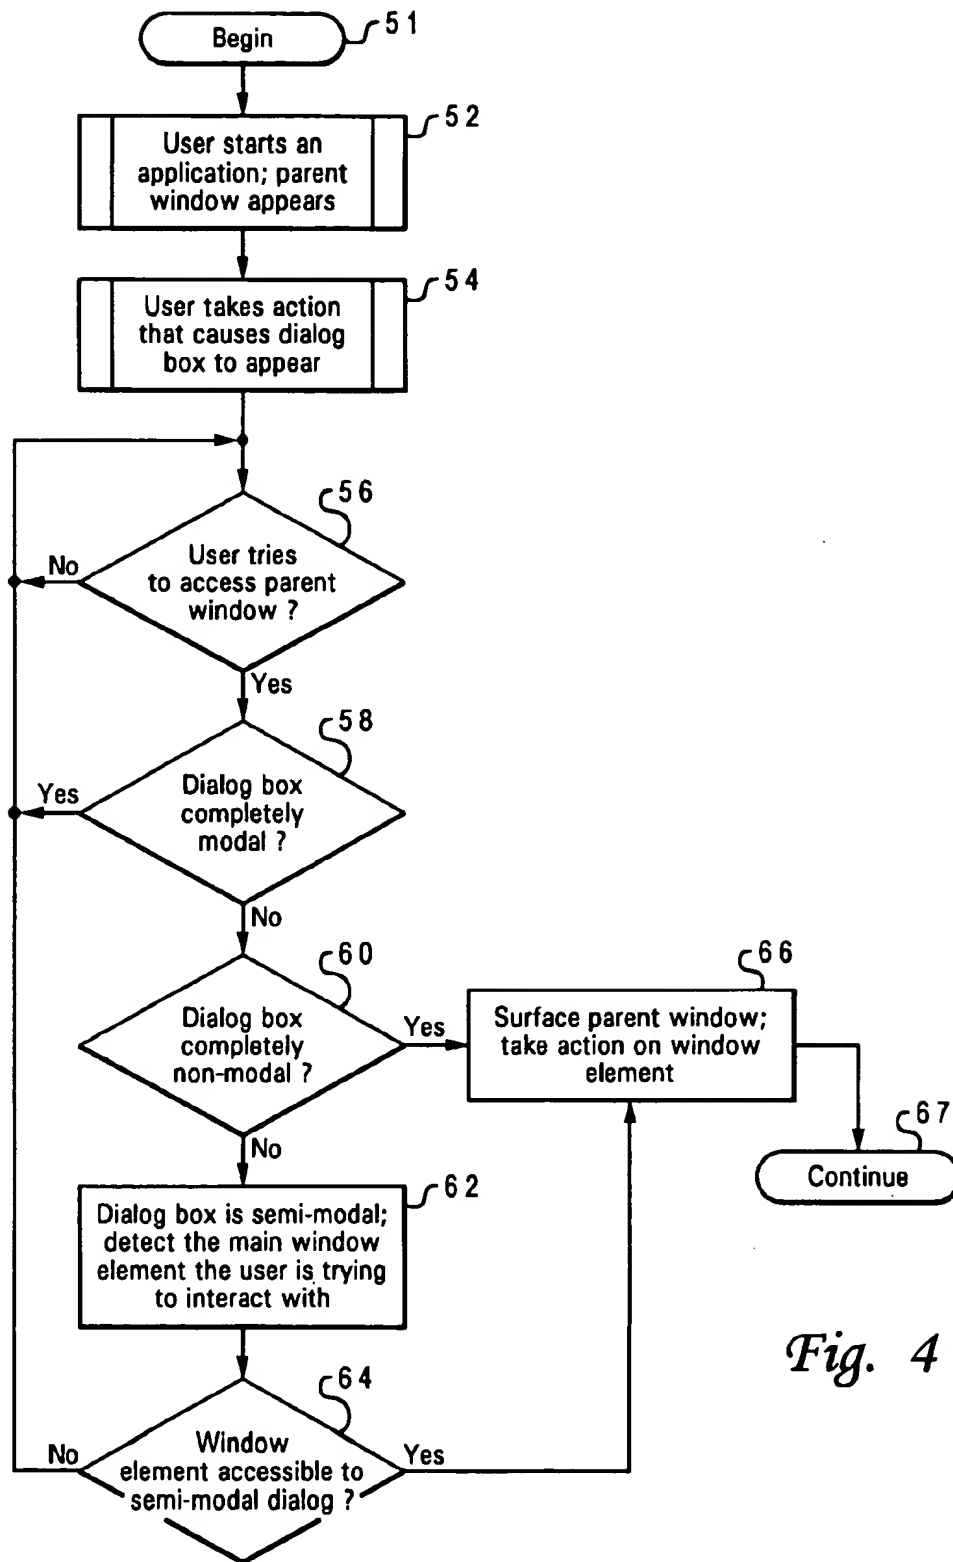 Begin
51
52
User starts an
application; parent
window appears
54
User takes action
that causes dialog
box to appear
56
User tries
to access parent
window ?
No
Yes
58
Dialog box
completely
modal ?
Yes
No
60
Dialog box
completely
non-modal ?
Yes
No
66
Surface parent window;
take action on window
element
67
Continue
62
Dialog box is semi-modal;
detect the main window
element the user is trying
to interact with
64
Window
element accessible to
semi-modal dialog ?
No
Yes
Fig. 4